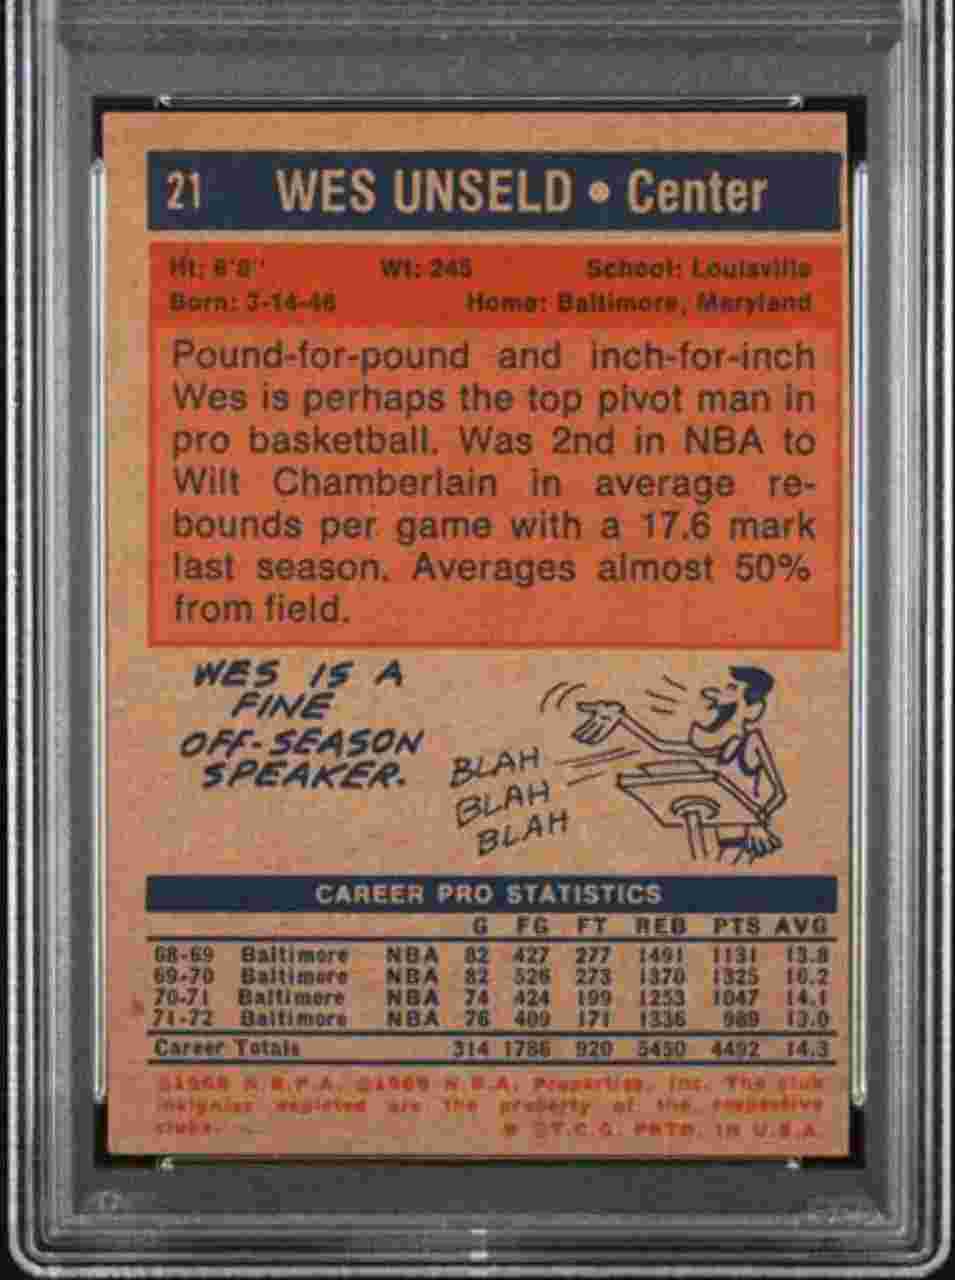 21 WES UNSELD • Center
Ht: 6'8" Wt: 245 School: Louisville
Born: 3-14-46 Home: Baltimore, Maryland
Pound-for-pound and inch-for-inch
Wes is perhaps the top pivot man in
pro basketball. Was 2nd in NBA to
Wilt Chamberlain in average re-
bounds per game with a 17.6 mark
last season. Averages almost 50%
from field.
WES IS A
FINE
OFF-SEASON
SPEAKER.
BLAH
BLAH
BLAH
CAREER PRO STATISTICS
G FG FT REB PTS AVG
68-69 Baltimore NBA 82 427 277 1491 1131 13.8
69-70 Baltimore NBA 82 526 273 1370 1325 16.2
70-71 Baltimore NBA 74 424 199 1253 1047 14.1
71-72 Baltimore NBA 76 409 171 1336 989 13.0
Career Totals 314 1786 920 5450 4492 14.3
©1968 N.B.P.A. ©1969 N.B.A. Properties, Inc. The club
insignias depicted are the property of the respective
clubs. ® ©T.C.G. PRTD. IN U.S.A.